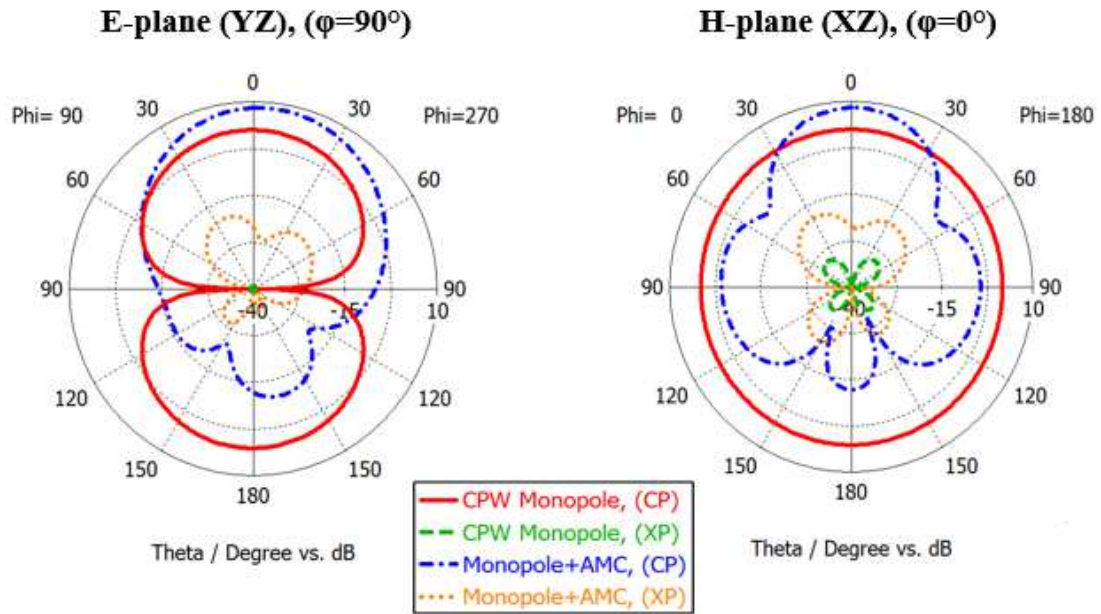 E-plane (YZ), (φ=90°)
H-plane (XZ), (φ=0°)
0
30
30
Phi= 90
Phi=270
60
60
90
-40
-15
90
10
120
120
150
150
180
Theta / Degree vs. dB
0
30
30
Phi= 0
Phi=180
60
60
90
-15
90
10
120
120
150
150
180
Theta / Degree vs. dB
CPW Monopole, (CP)
CPW Monopole, (XP)
Monopole+AMC, (CP)
Monopole+AMC, (XP)